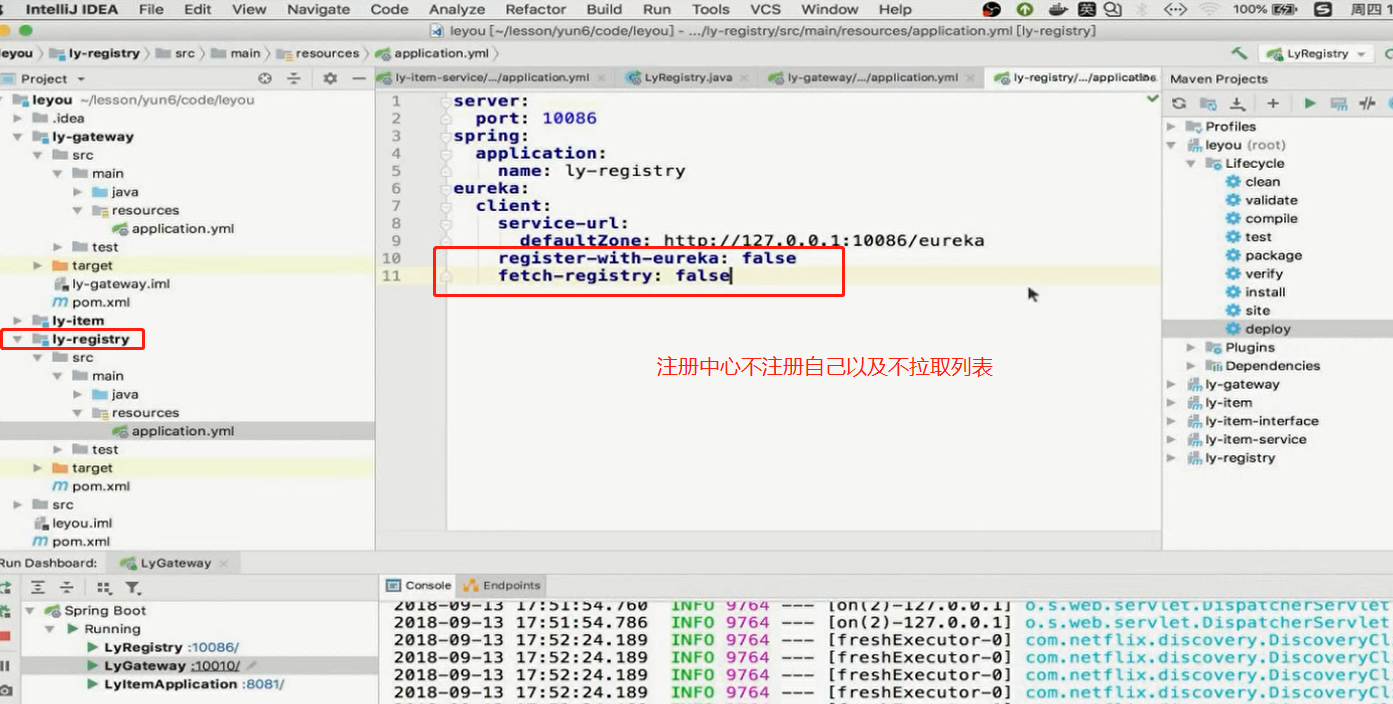 IntelliJ IDEA File Edit View Navigate Code Analyze Refactor Build Run Tools VCS Window Help 英 100% 周四
leyou [~/lesson/yun6/code/leyou] - .../ly-registry/src/main/resources/application.yml [ly-registry]
eyou ly-registry src main resources application.yml LyRegistry
Project ly-item-service/.../application.yml LyRegistry.java ly-gateway/.../application.yml ly-registry/.../applicatio Maven Projects
leyou ~/lesson/yun6/code/leyou
.idea
ly-gateway
src
main
java
resources
application.yml
test
target
ly-gateway.iml
pom.xml
ly-item
ly-registry
src
main
java
resources
application.yml
test
target
pom.xml
src
leyou.iml
pom.xml
1 server:
2 port: 10086
3 spring:
4 application:
5 name: ly-registry
6 eureka:
7 client:
8 service-url:
9 defaultZone: http://127.0.0.1:10086/eureka
10 register-with-eureka: false
11 fetch-registry: false
注册中心不注册自己以及不拉取列表
Profiles
leyou (root)
Lifecycle
clean
validate
compile
test
package
verify
install
site
deploy
Plugins
Dependencies
ly-gateway
ly-item
ly-item-interface
ly-item-service
ly-registry
Run Dashboard: LyGateway
Spring Boot
Running
LyRegistry :10086/
LyGateway :10010/
LyItemApplication :8081/
Console Endpoints
2018-09-13 17:51:54.760 INFO 9764 --- [on(2)-127.0.0.1] o.s.web.servlet.DispatcherServlet
2018-09-13 17:51:54.786 INFO 9764 --- [on(2)-127.0.0.1] o.s.web.servlet.DispatcherServlet
2018-09-13 17:52:24.189 INFO 9764 --- [freshExecutor-0] com.netflix.discovery.DiscoveryCl
2018-09-13 17:52:24.189 INFO 9764 --- [freshExecutor-0] com.netflix.discovery.DiscoveryCl
2018-09-13 17:52:24.189 INFO 9764 --- [freshExecutor-0] com.netflix.discovery.DiscoveryCl
2018-09-13 17:52:24.189 INFO 9764 --- [freshExecutor-0] com.netflix.discovery.DiscoveryCl